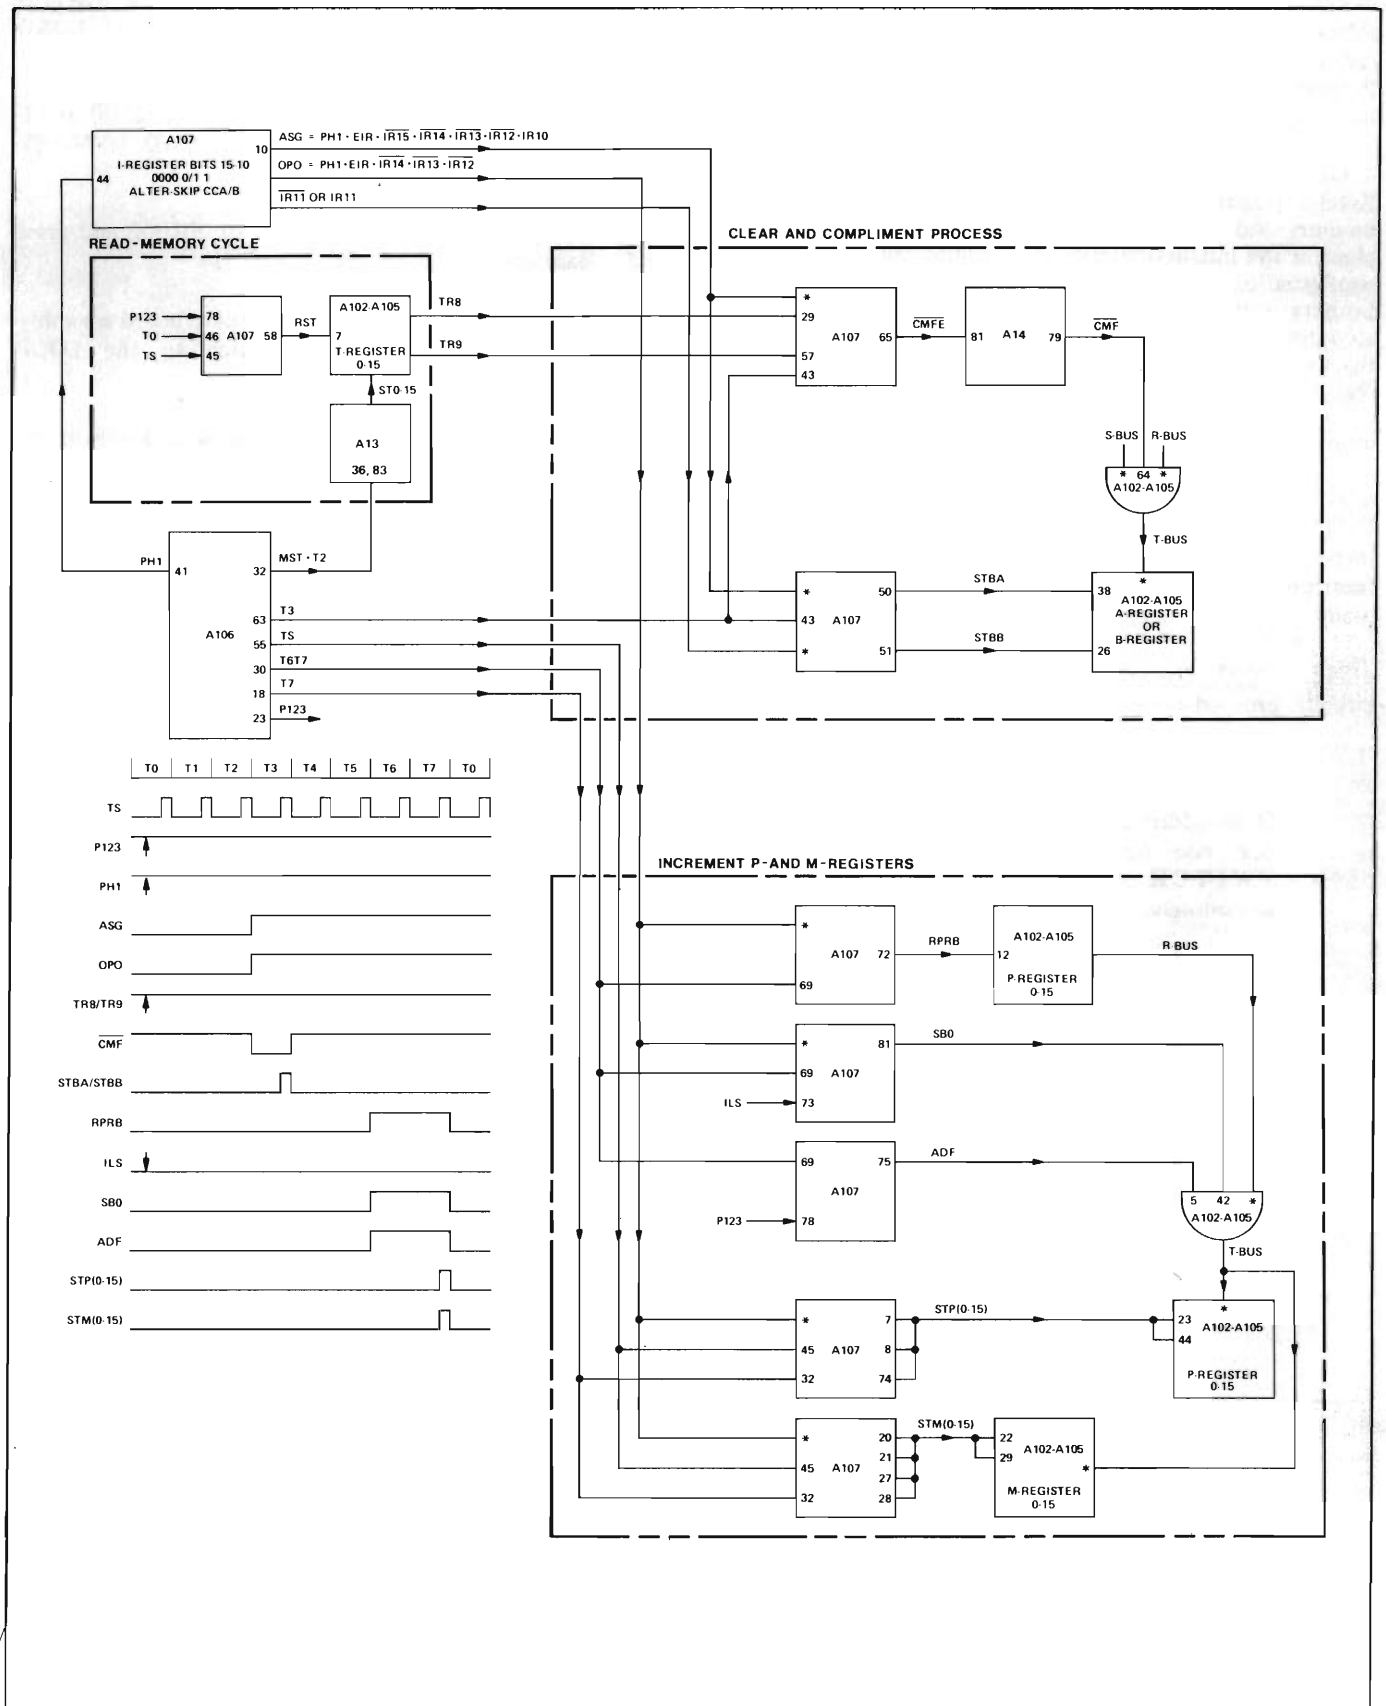 A107
10
I-REGISTER BITS 15-10
0000 0/1 1
ALTER-SKIP CCA/B
44
ASG = PH1 · EIR · IR15 · IR14 · IR13 · IR12 · IR10
OPO = PH1 · EIR · IR14 · IR13 · IR12
IR11 OR IR11
READ-MEMORY CYCLE
P123
T0
TS
78
46
45
A107
58
RST
A102-A105
7
T-REGISTER
0-15
TR8
TR9
ST0-15
A13
36, 83
CLEAR AND COMPLIMENT PROCESS
*
29
57
43
A107
65
CMFE
81
A14
79
CMF
S-BUS
R-BUS
* 64 *
A102-A105
T-BUS
*
43
*
A107
50
51
STBA
STBB
*
38
26
A102-A105
A-REGISTER
OR
B-REGISTER
PH1
41
A106
32
63
55
30
18
23
MST · T2
T3
TS
T6T7
T7
P123
T0 T1 T2 T3 T4 T5 T6 T7 T0
TS
P123
PH1
ASG
OPO
TR8/TR9
CMF
STBA/STBB
RPRB
ILS
SB0
ADF
STP(0-15)
STM(0-15)
INCREMENT P-AND M-REGISTERS
*
69
A107
72
RPRB
12
A102-A105
P-REGISTER
0-15
R-BUS
*
69
73
ILS
A107
81
SB0
69
78
P123
A107
75
ADF
5 42 *
A102-A105
T-BUS
*
45
32
A107
7
8
74
STP(0-15)
*
23
44
A102-A105
P-REGISTER
0-15
*
45
32
A107
20
21
27
28
STM(0-15)
22
29
A102-A105
*
M-REGISTER
0-15